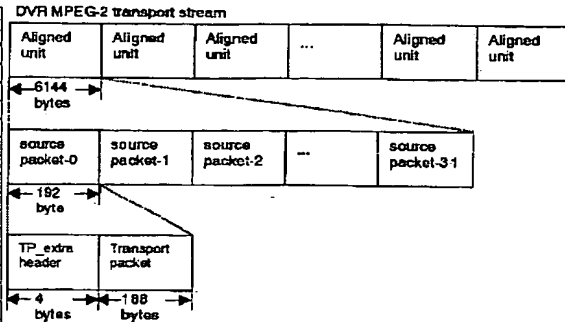 DVR MPEG-2 transport stream
Aligned unit Aligned unit Aligned unit ... Aligned unit Aligned unit
6144 bytes
source packet-0 source packet-1 source packet-2 ... source packet-31
192 byte
TP_extra header Transport packet
4 bytes 188 bytes